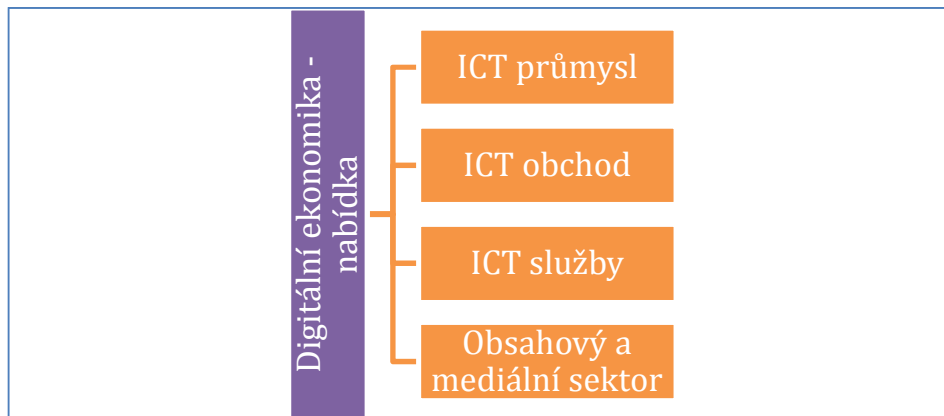 Digitální ekonomika -
nabídka
ICT průmysl
ICT obchod
ICT služby
Obsahový a
mediální sektor